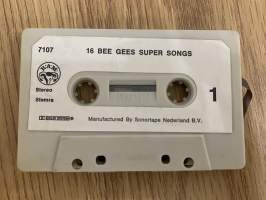 7107
16 BEE GEES SUPER SONGS
Stereo
Stemra
1
Manufactured By Sonortape Nederland B.V.